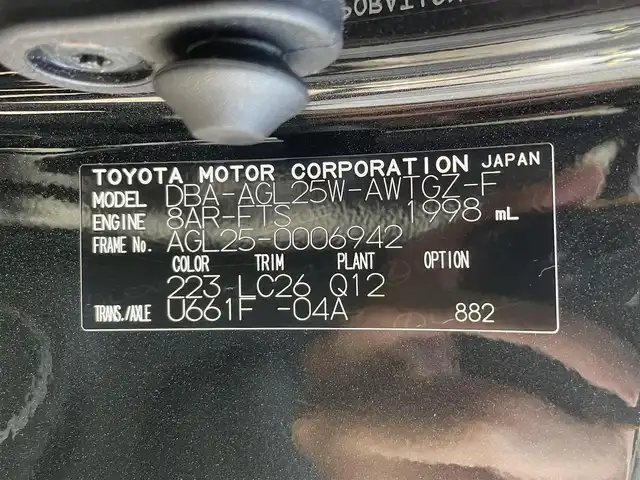 TOYOTA MOTOR CORPORATION JAPAN
MODEL DBA-AGL25W-AWTGZ-F
ENGINE 8AR-FTS 1998 mL
FRAME No. AGL25-0006942
COLOR TRIM PLANT OPTION
223 LC26 Q12
TRANS./AXLE U661F -04A 882